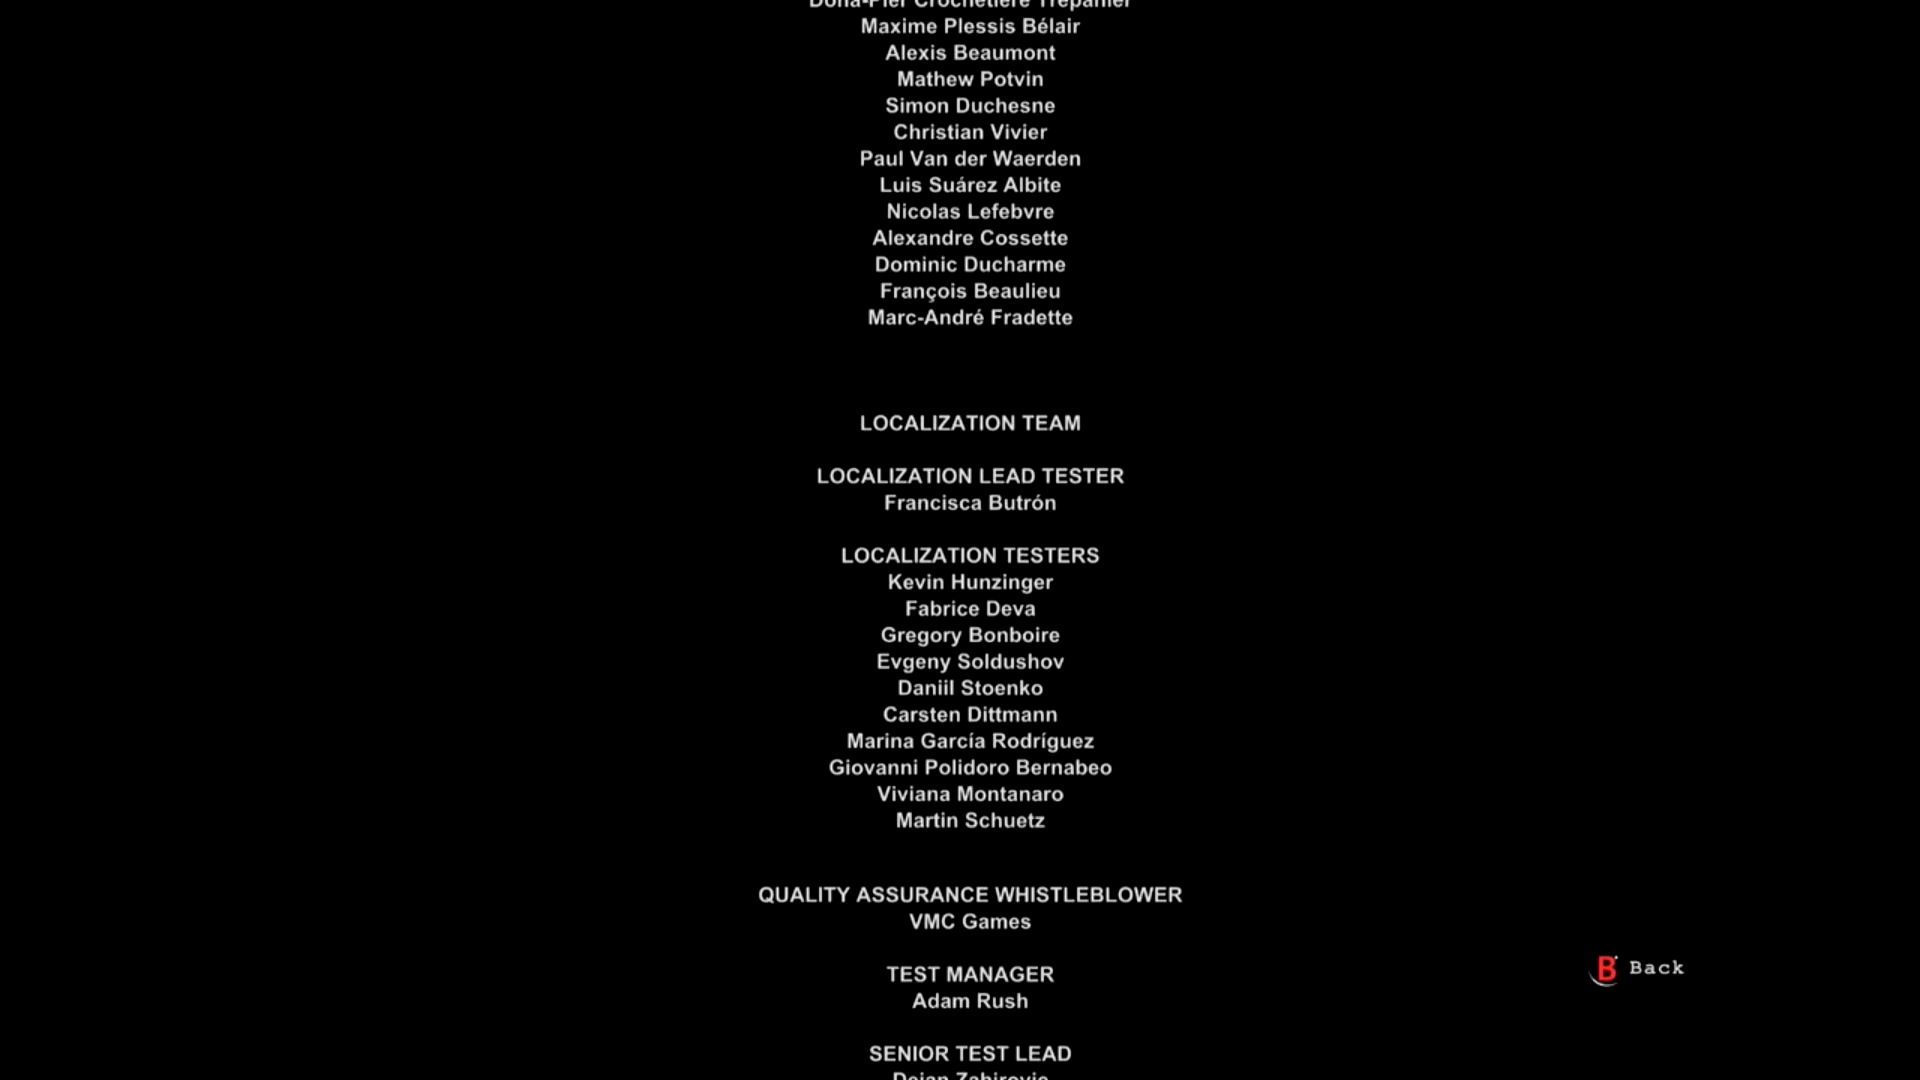 Maxime Plessis Bélair
Alexis Beaumont
Mathew Potvin
Simon Duchesne
Christian Vivier
Paul Van der Waerden
Luis Suárez Albite
Nicolas Lefebvre
Alexandre Cossette
Dominic Ducharme
François Beaulieu
Marc-André Fradette
LOCALIZATION TEAM
LOCALIZATION LEAD TESTER
Francisca Butrón
LOCALIZATION TESTERS
Kevin Hunzinger
Fabrice Deva
Gregory Bonboire
Evgeny Soldushov
Daniil Stoenko
Carsten Dittmann
Marina García Rodríguez
Giovanni Polidoro Bernabeo
Viviana Montanaro
Martin Schuetz
QUALITY ASSURANCE WHISTLEBLOWER
VMC Games
TEST MANAGER
Adam Rush
B Back
SENIOR TEST LEAD